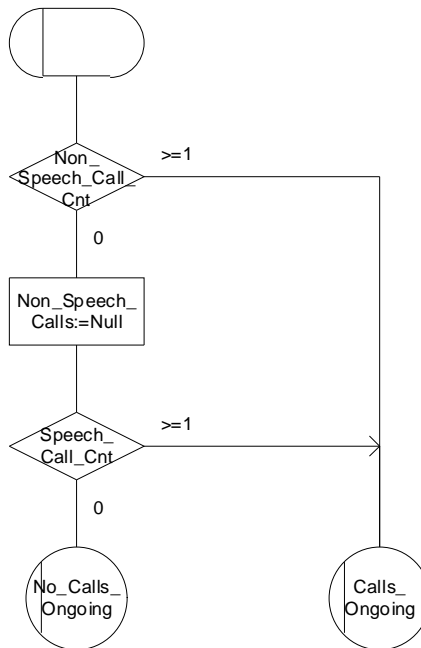 Non_
Speech_Call_
Cnt
>=1
0
Non_Speech_
Calls:=Null
Speech_
Call_Cnt
>=1
0
No_Calls_
Ongoing
Calls_
Ongoing